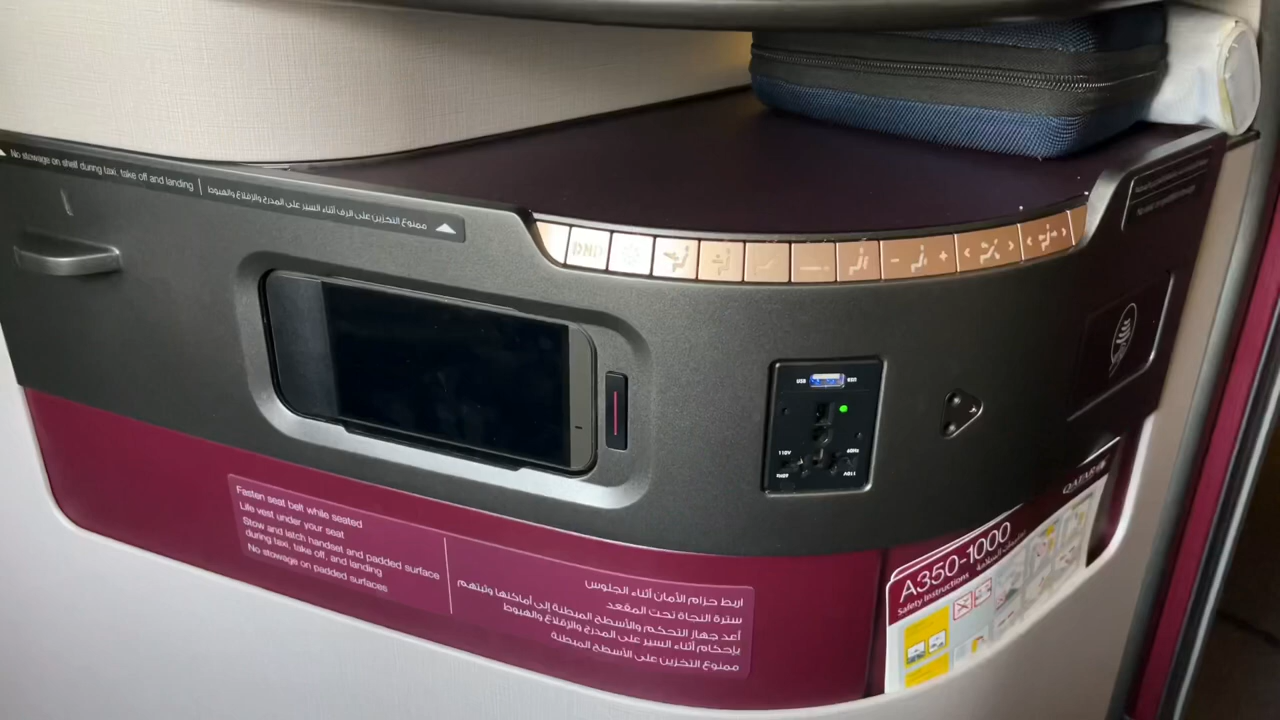 No stowage on shelf during taxi, take off and landing
ممنوع التخزين على الرف أثناء السير على المدرج والإقلاع والهبوط
DND
USB
110V
60Hz
110V
Fasten seat belt while seated
Life vest under your seat
Stow and latch handset and padded surface
during taxi, take off, and landing
No stowage on padded surfaces
اربط حزام الأمان أثناء الجلوس
سترة النجاة تحت المقعد
أعد جهاز التحكم والأسطح المبطنة إلى أماكنها وثبتهم
بإحكام أثناء السير على المدرج والإقلاع والهبوط
ممنوع التخزين على الأسطح المبطنة
QATAR
A350-1000
Safety Instructions
تعليمات السلامة